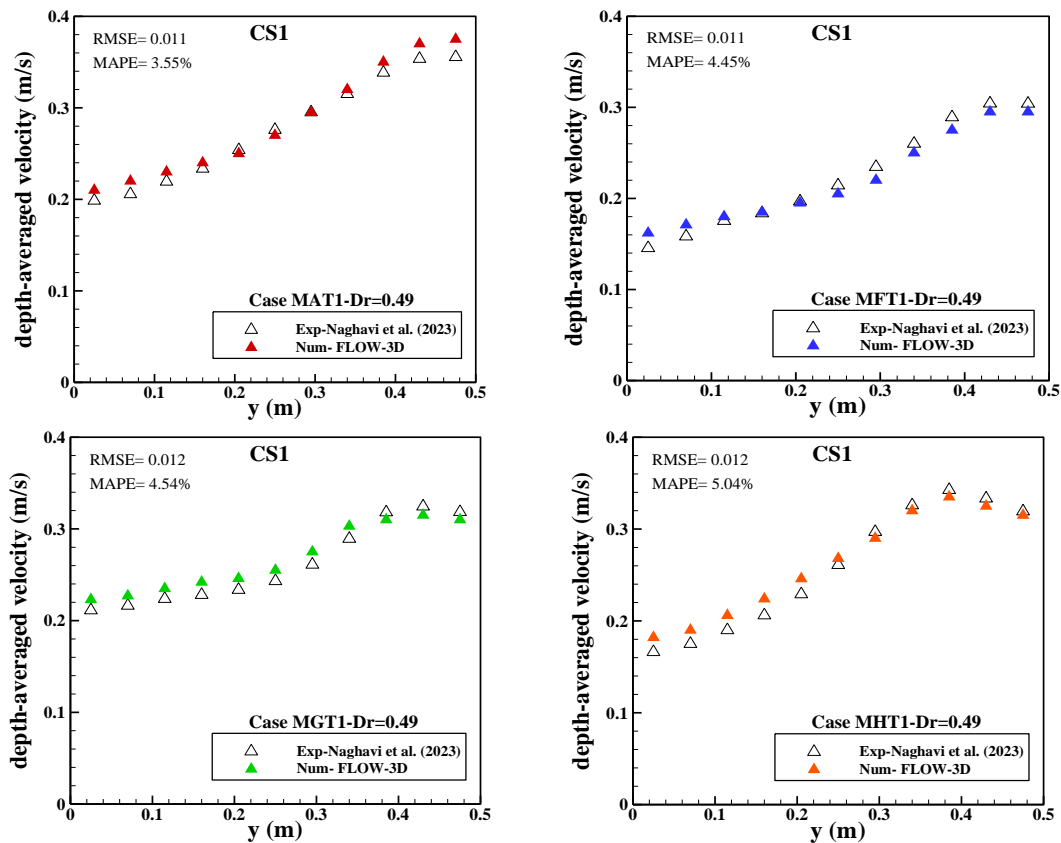 CS1
RMSE= 0.011
MAPE= 3.55%
depth-averaged velocity (m/s)
0.4
0.3
0.2
0.1
0
Case MAT1-Dr=0.49
Exp-Naghavi et al. (2023)
Num- FLOW-3D
0 0.1 0.2 0.3 0.4 0.5
y (m)
CS1
RMSE= 0.011
MAPE= 4.45%
depth-averaged velocity (m/s)
0.4
0.3
0.2
0.1
0
Case MFT1-Dr=0.49
Exp-Naghavi et al. (2023)
Num- FLOW-3D
0 0.1 0.2 0.3 0.4 0.5
y (m)
CS1
RMSE= 0.012
MAPE= 4.54%
depth-averaged velocity (m/s)
0.4
0.3
0.2
0.1
0
Case MGT1-Dr=0.49
Exp-Naghavi et al. (2023)
Num- FLOW-3D
0 0.1 0.2 0.3 0.4 0.5
y (m)
CS1
RMSE= 0.012
MAPE= 5.04%
depth-averaged velocity (m/s)
0.4
0.3
0.2
0.1
0
Case MHT1-Dr=0.49
Exp-Naghavi et al. (2023)
Num- FLOW-3D
0 0.1 0.2 0.3 0.4 0.5
y (m)